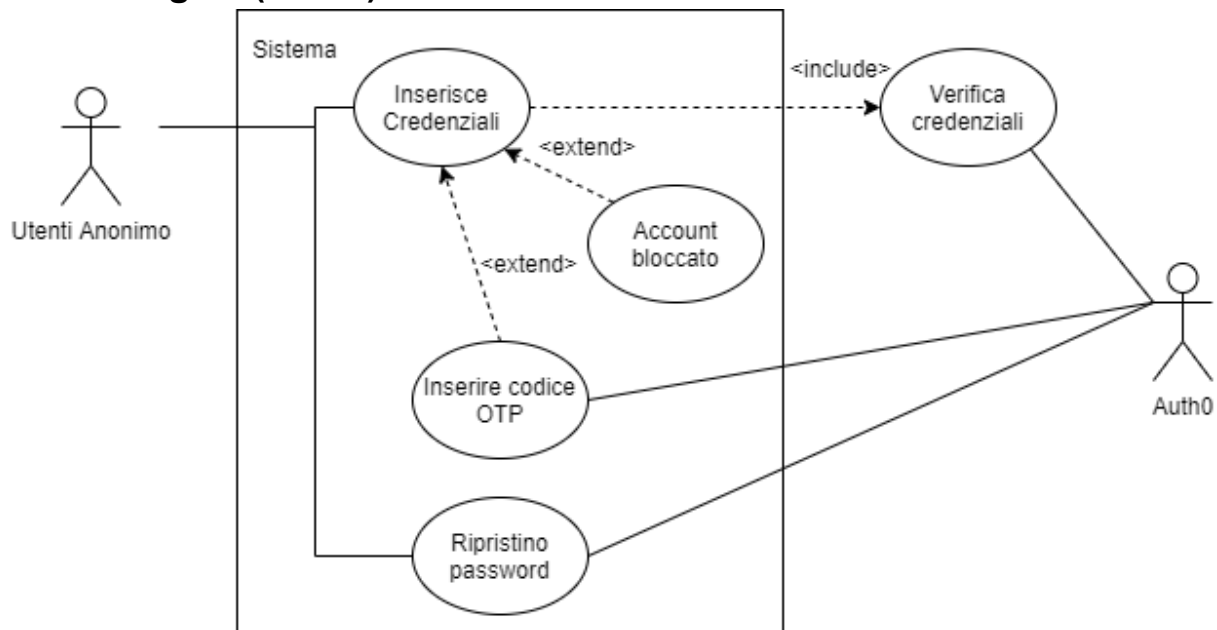 Sistema
Inserisce
Credenziali
<include>
Verifica
credenziali
<extend>
Utenti Anonimo
Account
bloccato
<extend>
Inserire codice
OTP
Auth0
Ripristino
password